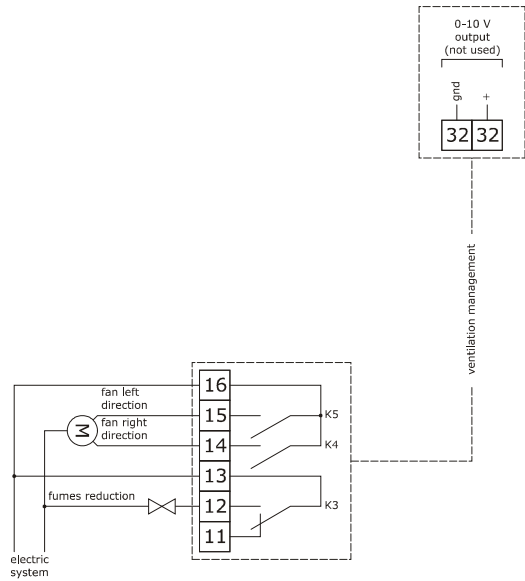 0-10 V
output
(not used)
gnd
+
32 32
ventilation management
16
fan left
direction
15
K5
fan right
direction
M
14
K4
13
fumes reduction
12
K3
11
electric
system